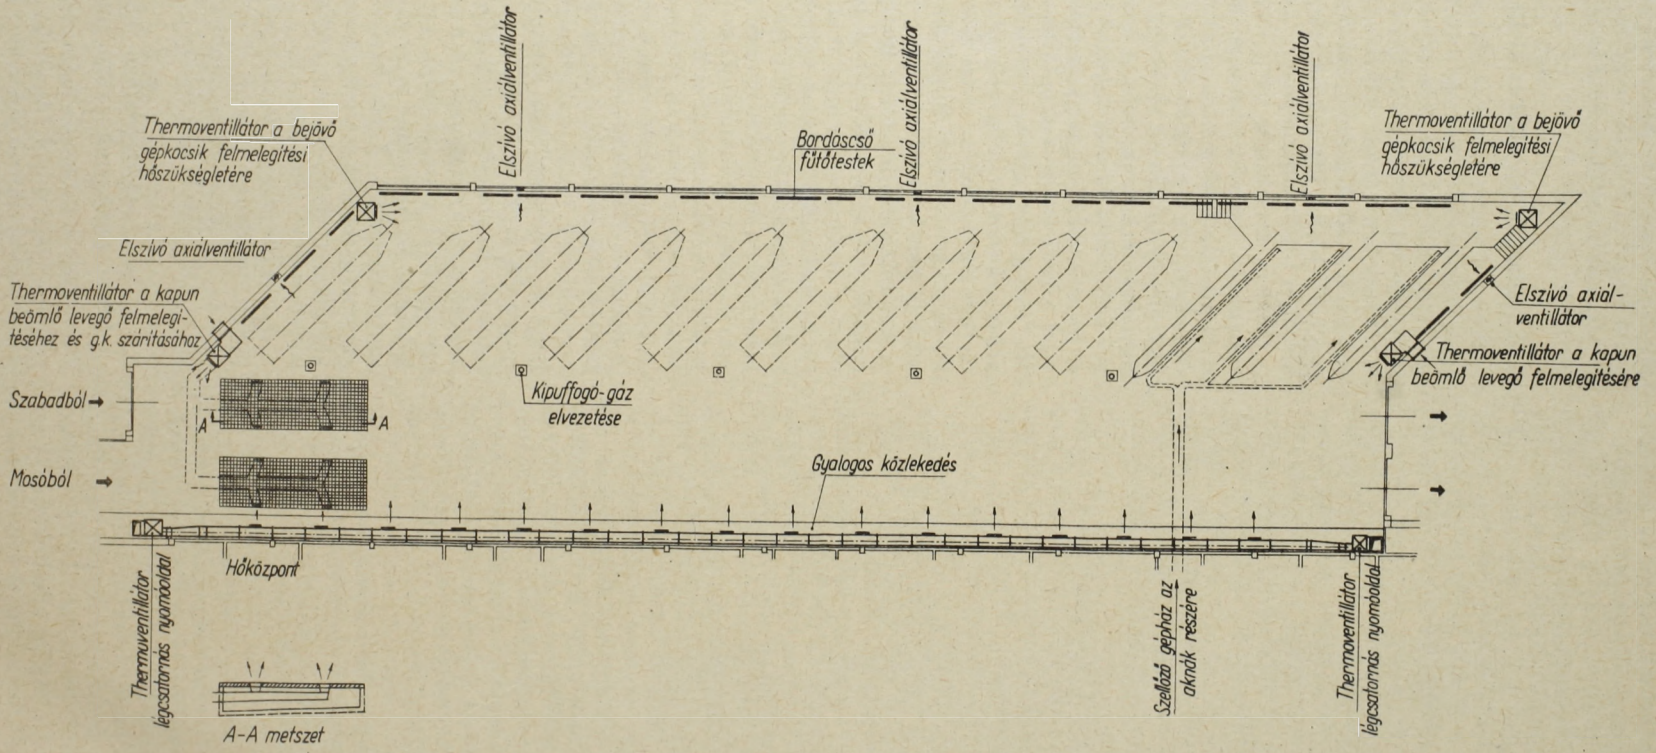 Elszívó axiálventillátor
Elszívó axiálventillátor
Elszívó axiálventillátor
Thermoventillátor a bejövő
gépkocsik felmelegítési
hőszükségletére
Bordáscső
fűtőtestek
Thermoventillátor a bejövő
gépkocsik felmelegítési
hőszükségletére
Elszívó axiálventillátor
Thermoventillátor a kapun
beömlő levegő felmelegí-
téséhez és g.k. szárításához
Elszívó axiál-
ventillátor
Thermoventillátor a kapun
beömlő levegő felmelegítésére
Szabadból
A
A
Kipuffogó-gáz
elvezetése
Mosóból
Gyalogos közlekedés
Hőközpont
Thermuventillátor
légcsatornás nyomóoldal
Szellőző gépház az
aknák részére
Thermoventillátor
légcsatornás nyomóoldal
A-A metszet